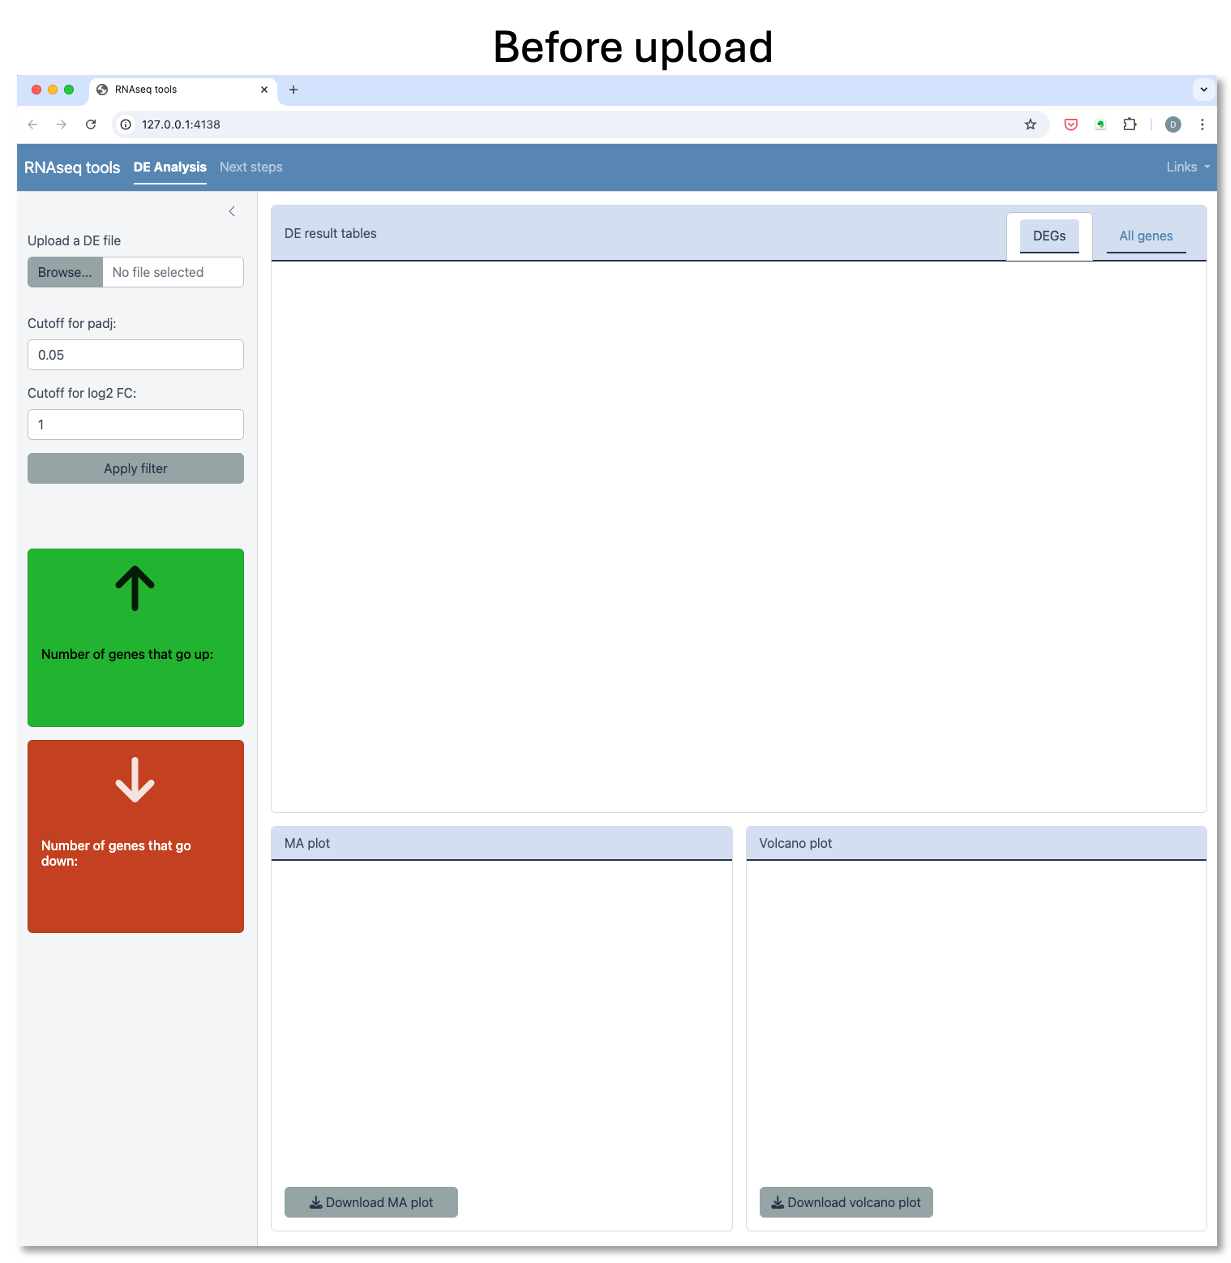 Before upload
RNAseq tools
127.0.0.1:4138
D
RNAseq tools DE Analysis Next steps Links
Upload a DE file
Browse... No file selected
Cutoff for padj:
0.05
Cutoff for log2 FC:
1
Apply filter
Number of genes that go up:
Number of genes that go
down:
DE result tables DEGs All genes
MA plot
Download MA plot
Volcano plot
Download volcano plot